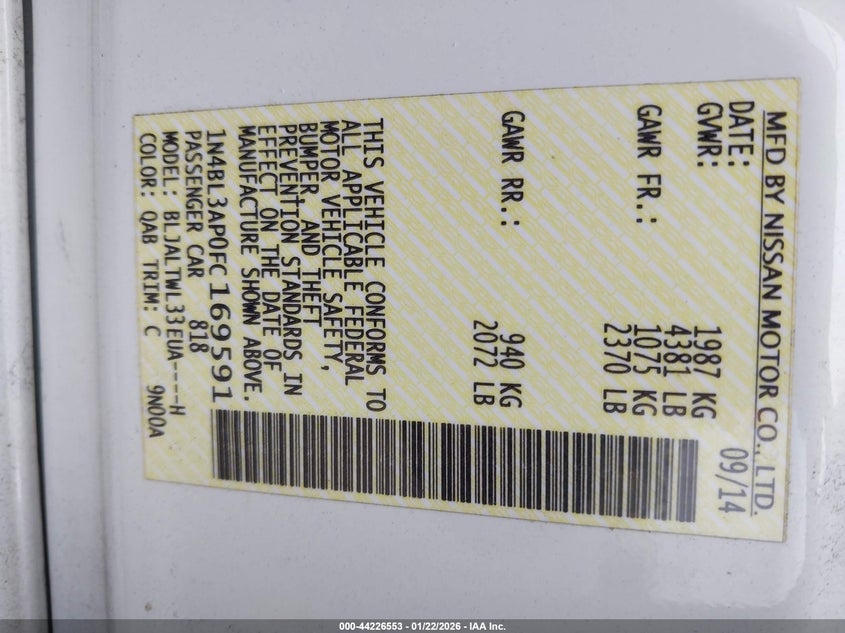 MFD BY NISSAN MOTOR CO., LTD.
DATE: 09/14
GVWR: 1987 KG
4381 LB
GAWR FR.: 1075 KG
2370 LB
GAWR RR.: 940 KG
2072 LB
THIS VEHICLE CONFORMS TO
ALL APPLICABLE FEDERAL
MOTOR VEHICLE SAFETY,
BUMPER, AND THEFT
PREVENTION STANDARDS IN
EFFECT ON THE DATE OF
MANUFACTURE SHOWN ABOVE.
1N4BL3AP0FC169591
PASSENGER CAR 818
MODEL: BLJALTWL33EUA----H
COLOR: QAB TRIM: C 9N00A
000-44226553 — 01/22/2026 - IAA Inc.